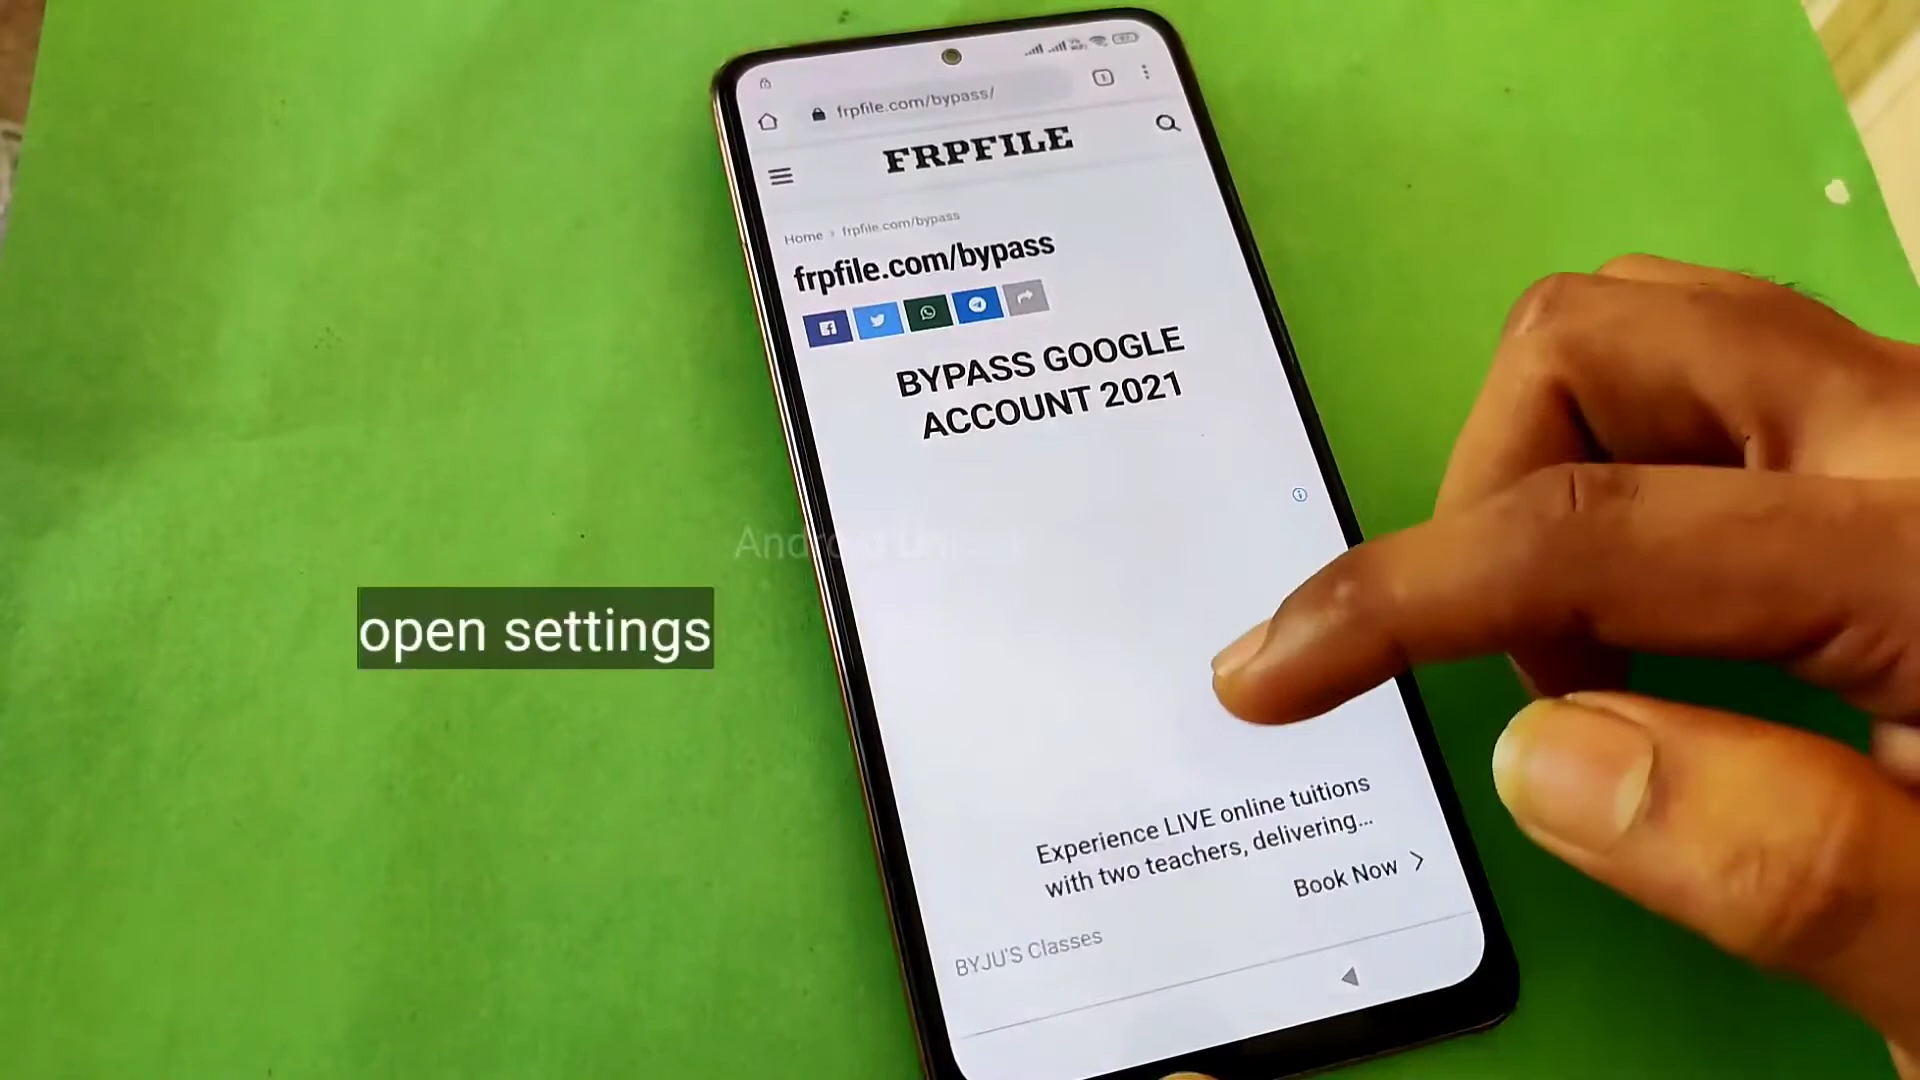 frpfile.com/bypass/
FRPFILE
Home › frpfile.com/bypass
frpfile.com/bypass
BYPASS GOOGLE
ACCOUNT 2021
open settings
Experience LIVE online tuitions
with two teachers, delivering...
Book Now
BYJU'S Classes